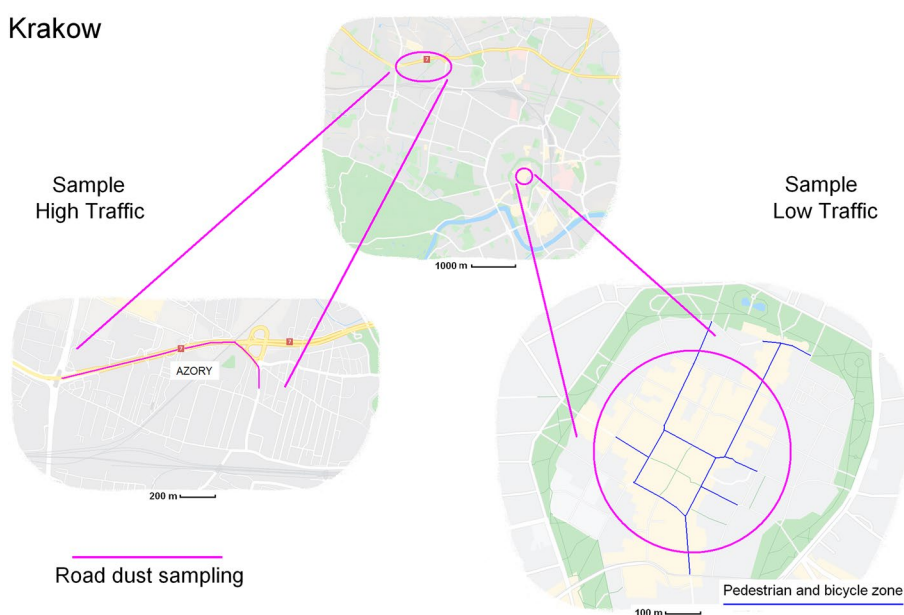 Krakow
7
Sample
High Traffic
Sample
Low Traffic
1000 m
7
7
AZORY
200 m
Road dust sampling
Pedestrian and bicycle zone
100 m